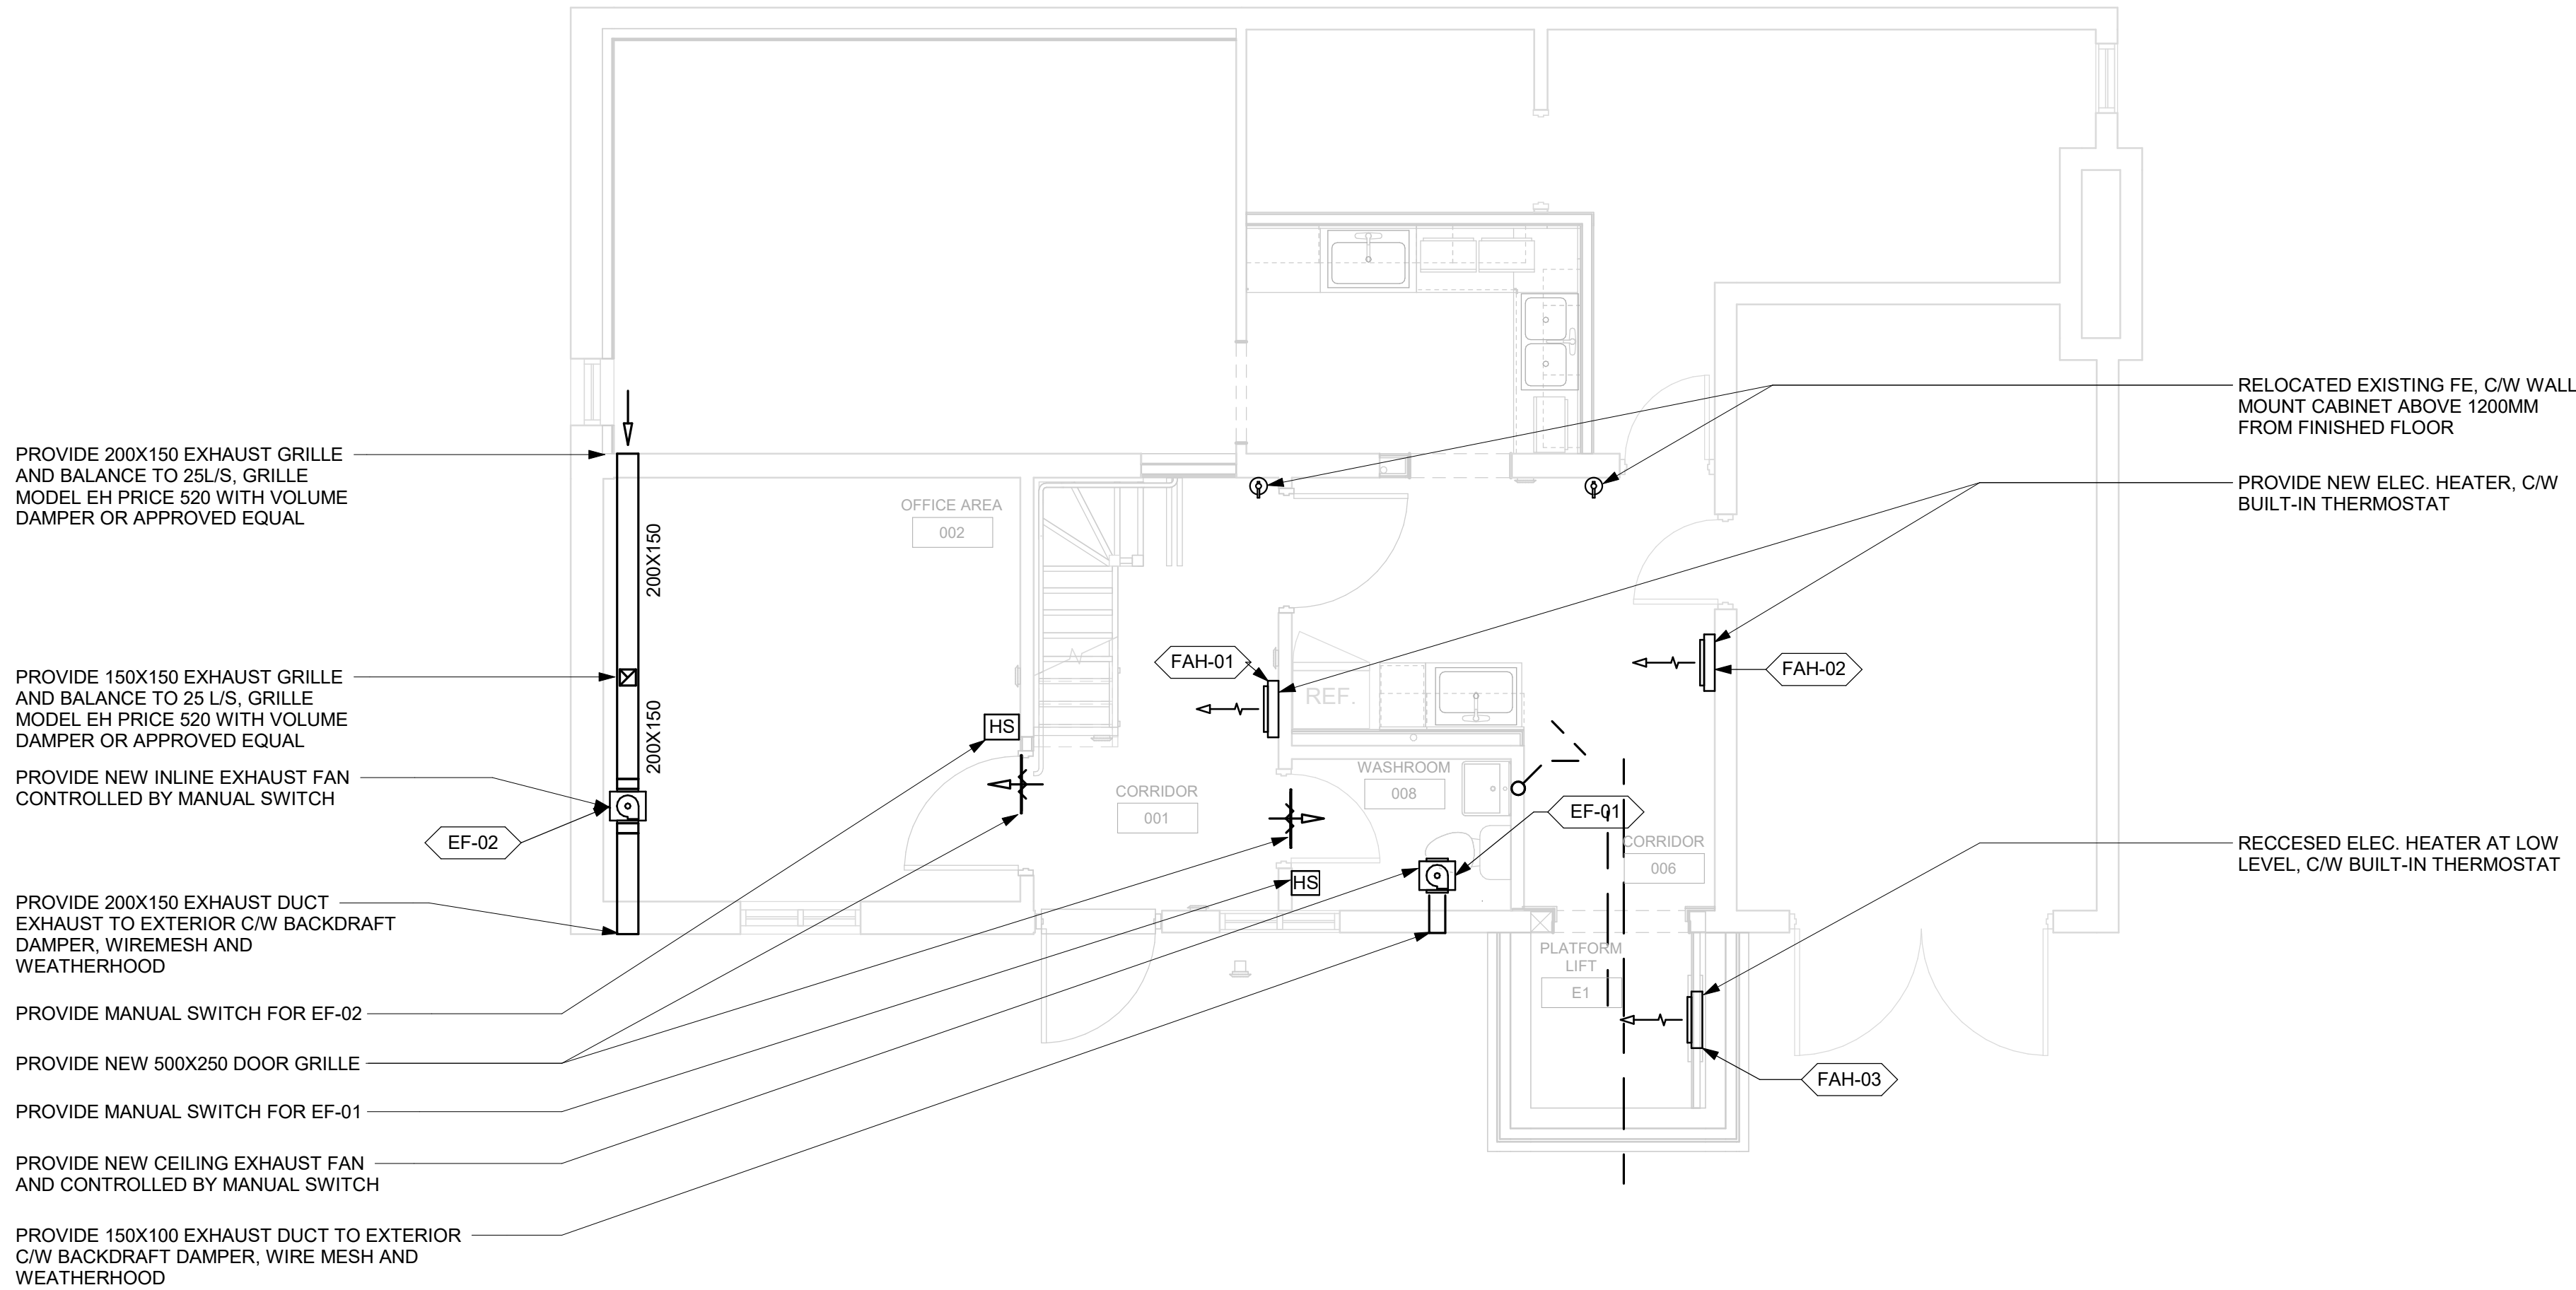 PROVIDE 200X150 EXHAUST GRILLE
AND BALANCE TO 25L/S, GRILLE
MODEL EH PRICE 520 WITH VOLUME
DAMPER OR APPROVED EQUAL
PROVIDE 150X150 EXHAUST GRILLE
AND BALANCE TO 25 L/S, GRILLE
MODEL EH PRICE 520 WITH VOLUME
DAMPER OR APPROVED EQUAL
PROVIDE NEW INLINE EXHAUST FAN
CONTROLLED BY MANUAL SWITCH
EF-02
PROVIDE 200X150 EXHAUST DUCT
EXHAUST TO EXTERIOR C/W BACKDRAFT
DAMPER, WIREMESH AND
WEATHERHOOD
PROVIDE MANUAL SWITCH FOR EF-02
PROVIDE NEW 500X250 DOOR GRILLE
PROVIDE MANUAL SWITCH FOR EF-01
PROVIDE NEW CEILING EXHAUST FAN
AND CONTROLLED BY MANUAL SWITCH
PROVIDE 150X100 EXHAUST DUCT TO EXTERIOR
C/W BACKDRAFT DAMPER, WIRE MESH AND
WEATHERHOOD
200X150
200X150
OFFICE AREA
002
HS
FAH-01
REF.
CORRIDOR
001
WASHROOM
008
HS
EF-01
CORRIDOR
006
PLATFORM
LIFT
E1
FAH-02
FAH-03
RELOCATED EXISTING FE, C/W WALL
MOUNT CABINET ABOVE 1200MM
FROM FINISHED FLOOR
PROVIDE NEW ELEC. HEATER, C/W
BUILT-IN THERMOSTAT
RECCESED ELEC. HEATER AT LOW
LEVEL, C/W BUILT-IN THERMOSTAT